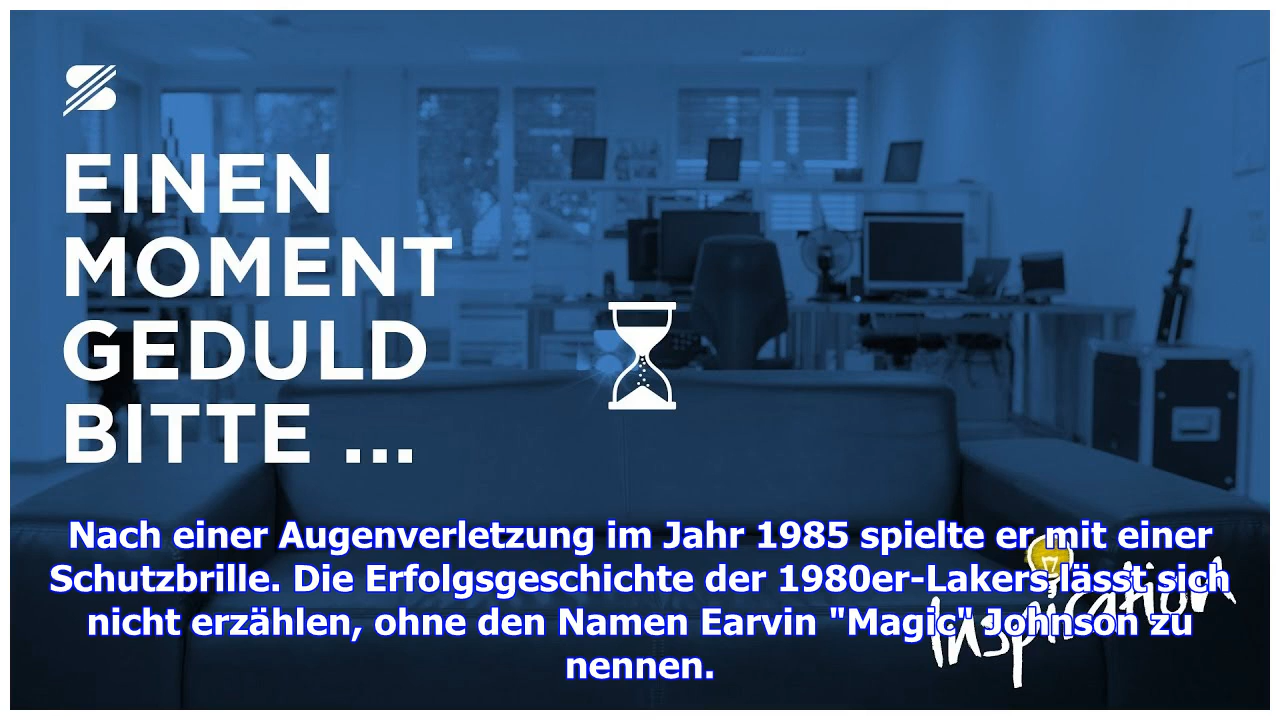 EINEN
MOMENT
GEDULD
BITTE ...
Nach einer Augenverletzung im Jahr 1985 spielte er mit einer
Schutzbrille. Die Erfolgsgeschichte der 1980er-Lakers lässt sich
nicht erzählen, ohne den Namen Earvin "Magic" Johnson zu
nennen.
Inspication